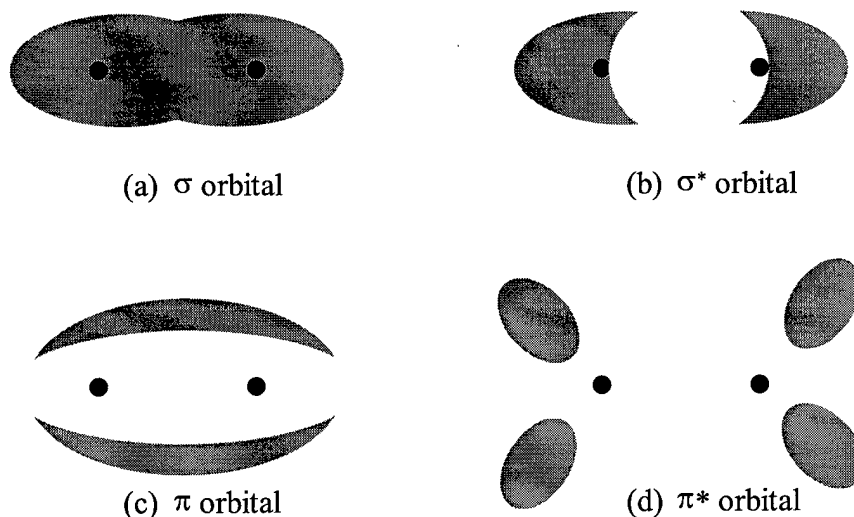 (a) σ orbital
(b) σ* orbital
(c) π orbital
(d) π* orbital